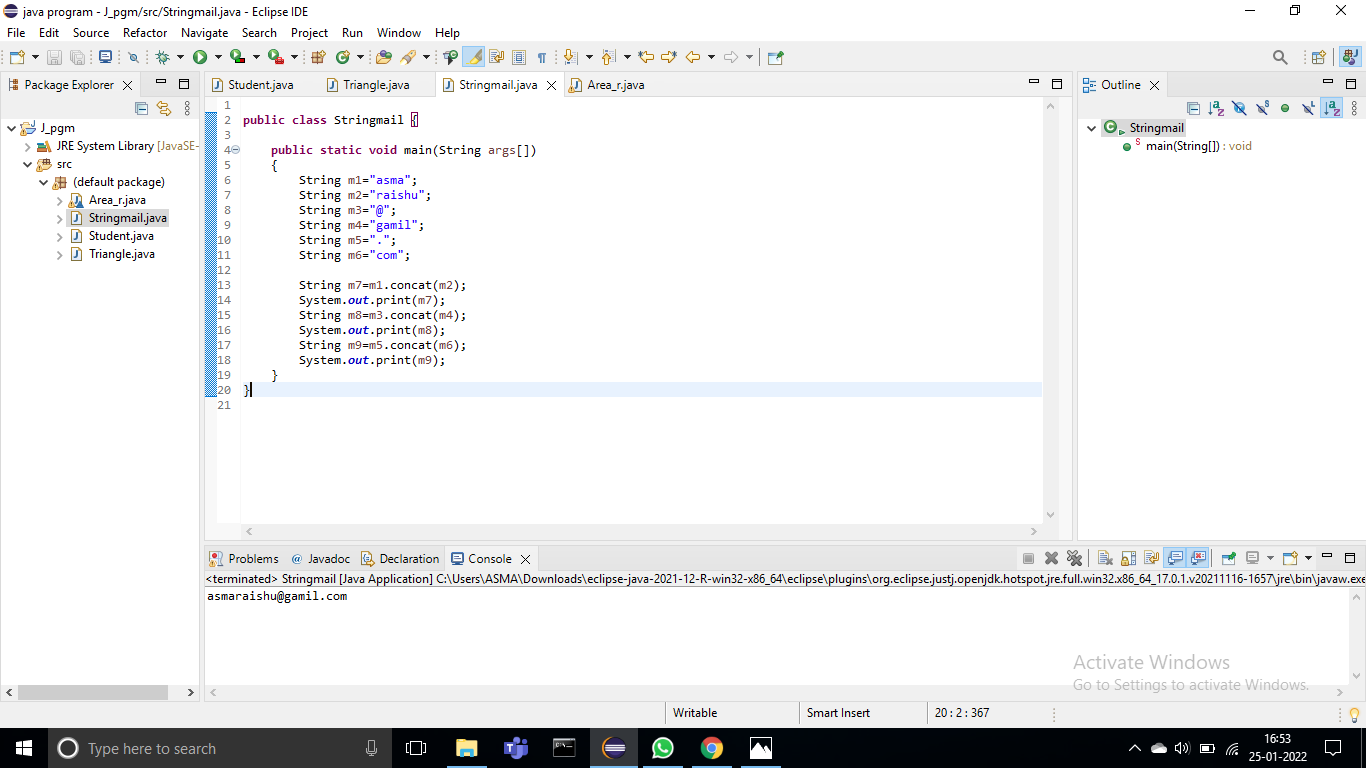 java program - J_pgm/src/Stringmail.java - Eclipse IDE
File Edit Source Refactor Navigate Search Project Run Window Help
Package Explorer
Student.java Triangle.java Stringmail.java Area_r.java
Outline
J_pgm
JRE System Library [JavaSE-
src
(default package)
Area_r.java
Stringmail.java
Student.java
Triangle.java
1
2 public class Stringmail {
3
4 public static void main(String args[])
5 {
6 String m1="asma";
7 String m2="raishu";
8 String m3="@";
9 String m4="gamil";
10 String m5=".";
11 String m6="com";
12
13 String m7=m1.concat(m2);
14 System.out.print(m7);
15 String m8=m3.concat(m4);
16 System.out.print(m8);
17 String m9=m5.concat(m6);
18 System.out.print(m9);
19 }
20 }
21
Stringmail
main(String[]) : void
Problems @ Javadoc Declaration Console
<terminated> Stringmail [Java Application] C:\Users\ASMA\Downloads\eclipse-java-2021-12-R-win32-x86_64\eclipse\plugins\org.eclipse.justj.openjdk.hotspot.jre.full.win32.x86_64_17.0.1.v20211116-1657\jre\bin\javaw.exe
asmaraishu@gamil.com
Activate Windows
Go to Settings to activate Windows.
Writable Smart Insert 20 : 2 : 367
Type here to search
16:53
25-01-2022